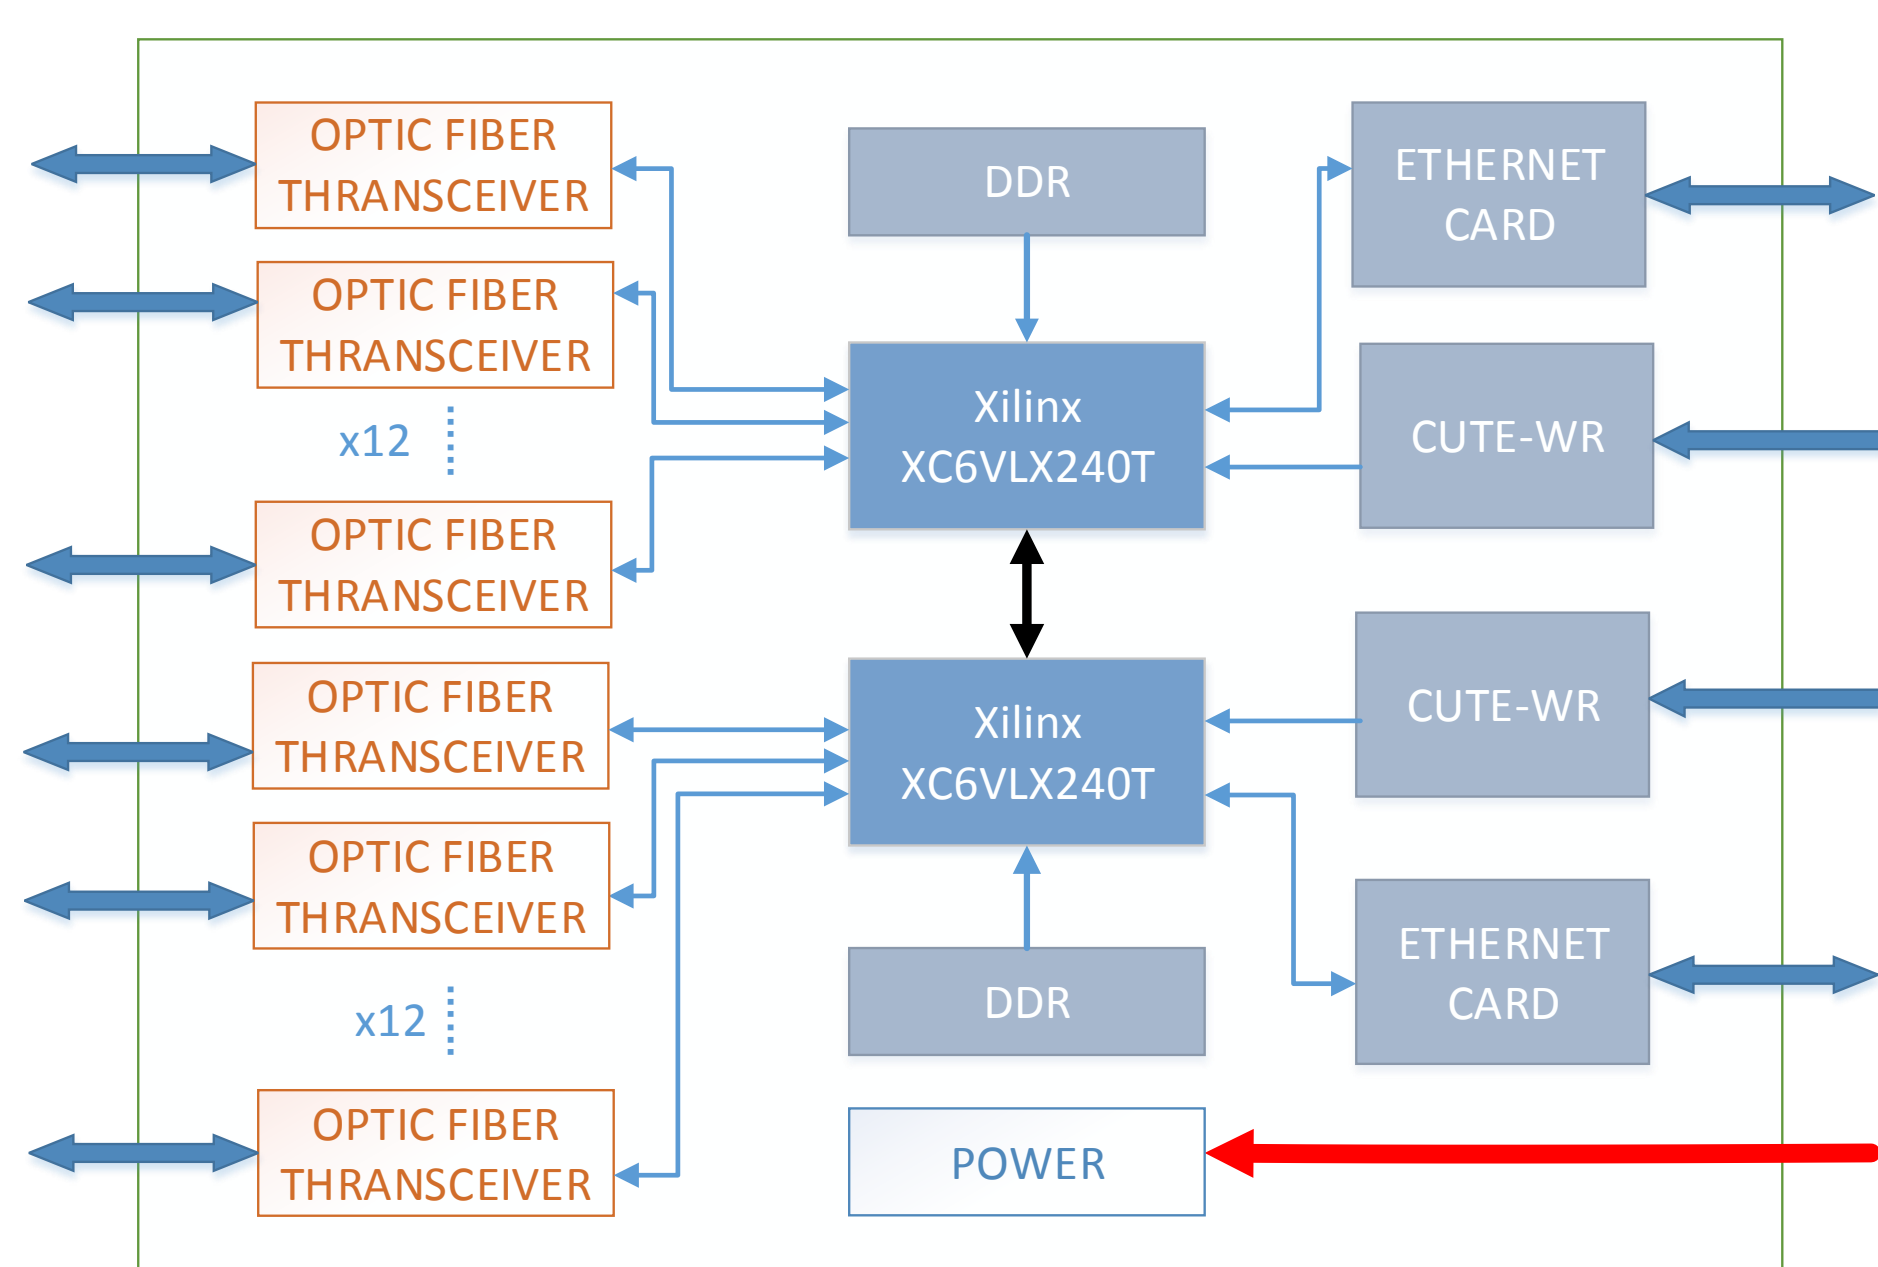 OPTIC FIBER
THRANSCEIVER
OPTIC FIBER
THRANSCEIVER
x12
OPTIC FIBER
THRANSCEIVER
OPTIC FIBER
THRANSCEIVER
OPTIC FIBER
THRANSCEIVER
x12
OPTIC FIBER
THRANSCEIVER
DDR
Xilinx
XC6VLX240T
Xilinx
XC6VLX240T
DDR
POWER
ETHERNET
CARD
CUTE-WR
CUTE-WR
ETHERNET
CARD